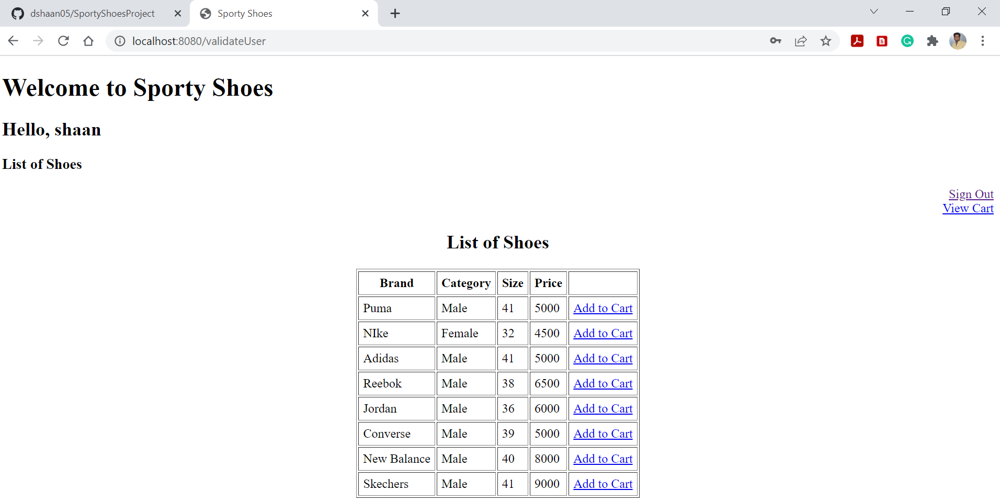 dshaan05/SportyShoesProject
Sporty Shoes
localhost:8080/validateUser
Welcome to Sporty Shoes
Hello, shaan
List of Shoes
Sign Out
View Cart
List of Shoes
Brand Category Size Price
Puma Male 41 5000 Add to Cart
NIke Female 32 4500 Add to Cart
Adidas Male 41 5000 Add to Cart
Reebok Male 38 6500 Add to Cart
Jordan Male 36 6000 Add to Cart
Converse Male 39 5000 Add to Cart
New Balance Male 40 8000 Add to Cart
Skechers Male 41 9000 Add to Cart